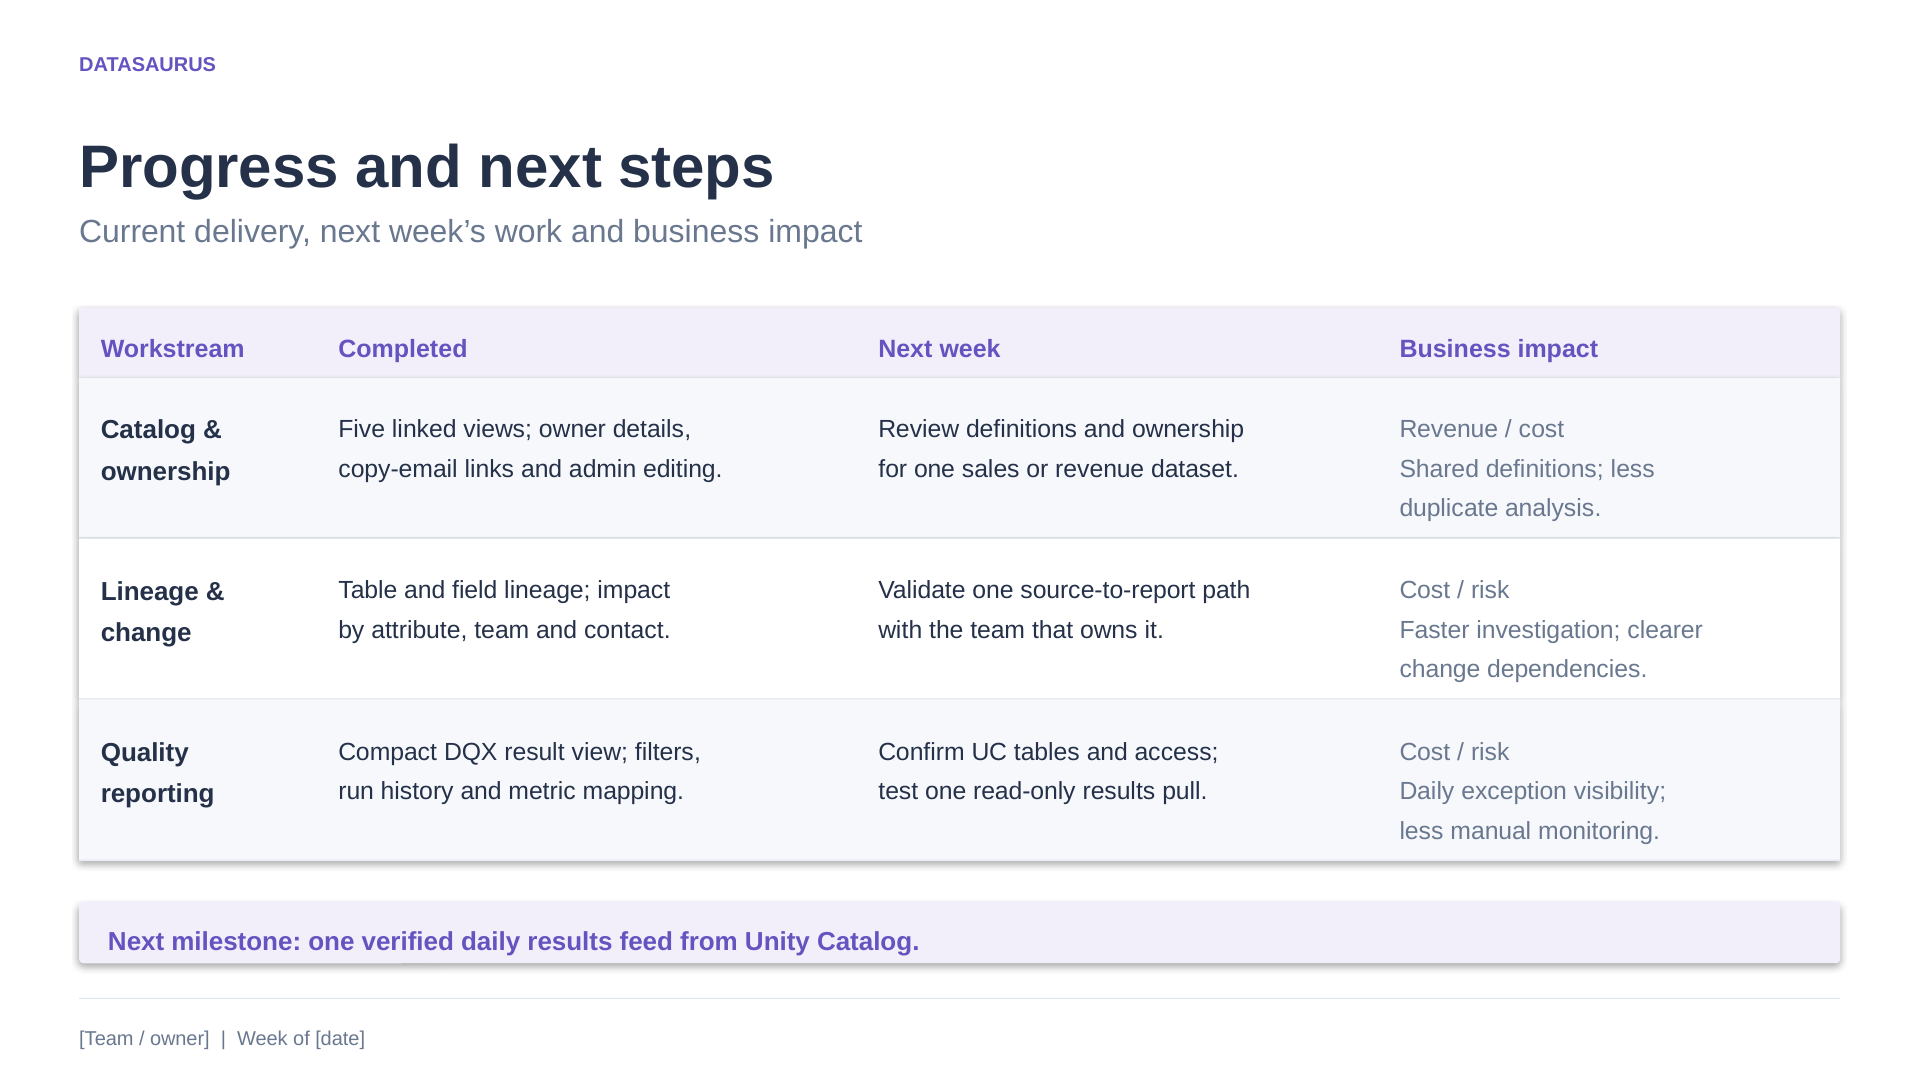 DATASAURUS
Progress and next steps
Current delivery, next week’s work and business impact
Workstream Completed Next week Business impact
Catalog &
ownership
Five linked views; owner details,
copy-email links and admin editing.
Review definitions and ownership
for one sales or revenue dataset.
Revenue / cost
Shared definitions; less
duplicate analysis.
Lineage &
change
Table and field lineage; impact
by attribute, team and contact.
Validate one source-to-report path
with the team that owns it.
Cost / risk
Faster investigation; clearer
change dependencies.
Quality
reporting
Compact DQX result view; filters,
run history and metric mapping.
Confirm UC tables and access;
test one read-only results pull.
Cost / risk
Daily exception visibility;
less manual monitoring.
Next milestone: one verified daily results feed from Unity Catalog.
[Team / owner] | Week of [date]